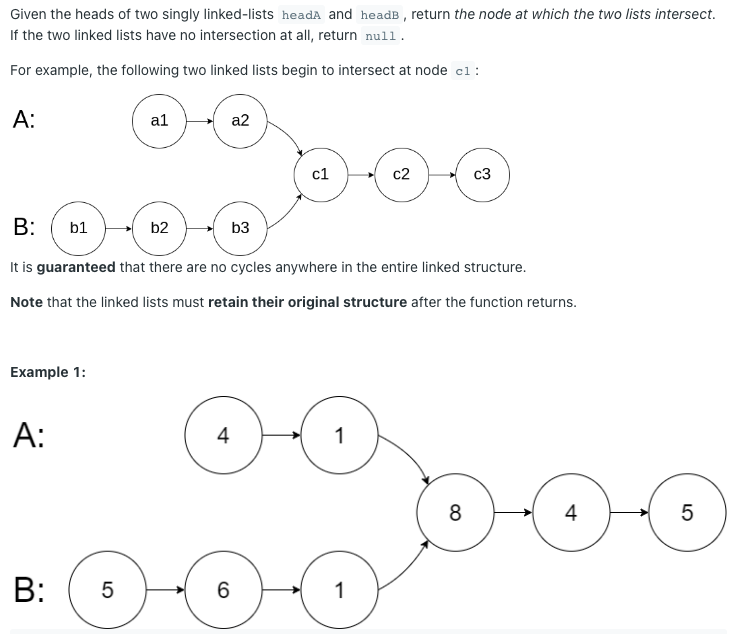 Given the heads of two singly linked-lists headA and headB, return the node at which the two lists intersect.
If the two linked lists have no intersection at all, return null.
For example, the following two linked lists begin to intersect at node c1:
A: a1 a2
c1 c2 c3
B: b1 b2 b3
It is guaranteed that there are no cycles anywhere in the entire linked structure.
Note that the linked lists must retain their original structure after the function returns.
Example 1:
A: 4 1
8 4 5
B: 5 6 1